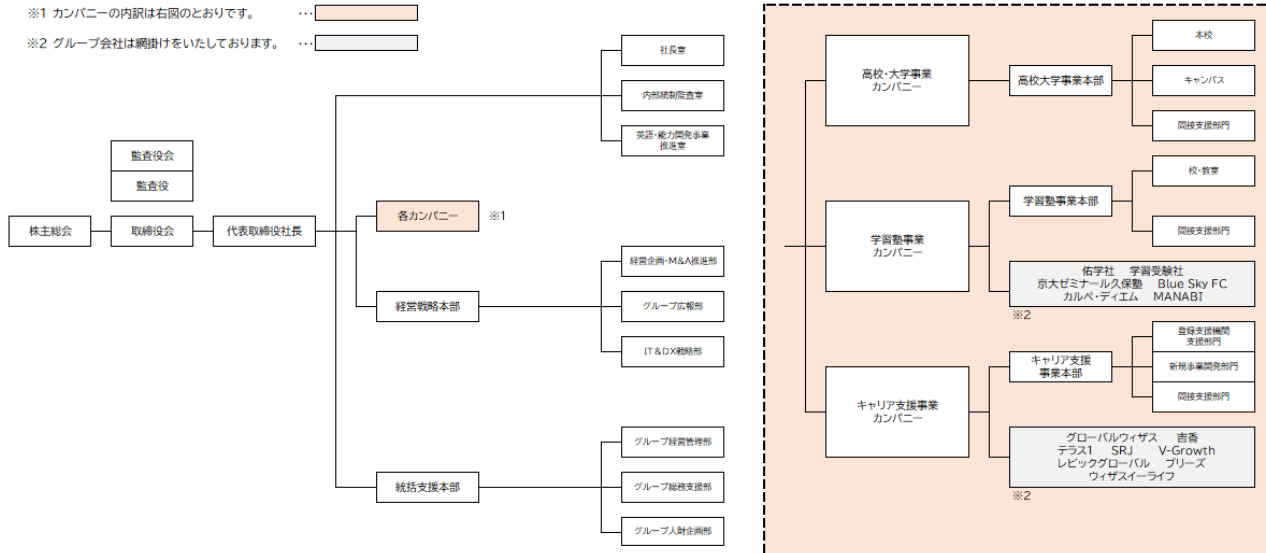 ※1 カンパニーの内訳は右図のとおりです。 …
※2 グループ会社は網掛けをいたしております。 …
社長室
内部統制監査室
英語・能力開発事業
推進室
監査役会
監査役
株主総会
取締役会
代表取締役社長
各カンパニー
※1
経営企画・M&A推進部
経営戦略本部
グループ広報部
IT&DX戦略部
グループ経営管理部
統括支援本部
グループ総務支援部
グループ人財企画部
高校・大学事業
カンパニー
高校大学事業本部
本校
キャンパス
間接支援部門
学習塾事業
カンパニー
学習塾事業本部
校・教室
間接支援部門
佑学社 学習受験社
京大ゼミナール久保塾 Blue Sky FC
カルペ・ディエム MANABI
※2
キャリア支援事業
カンパニー
キャリア支援
事業本部
登録支援機関
支援部門
新規事業開発部門
間接支援部門
グローバルウィザス 吉香
テラス1 SRJ V-Growth
レビックグローバル ブリーズ
ウィザスイーライフ
※2